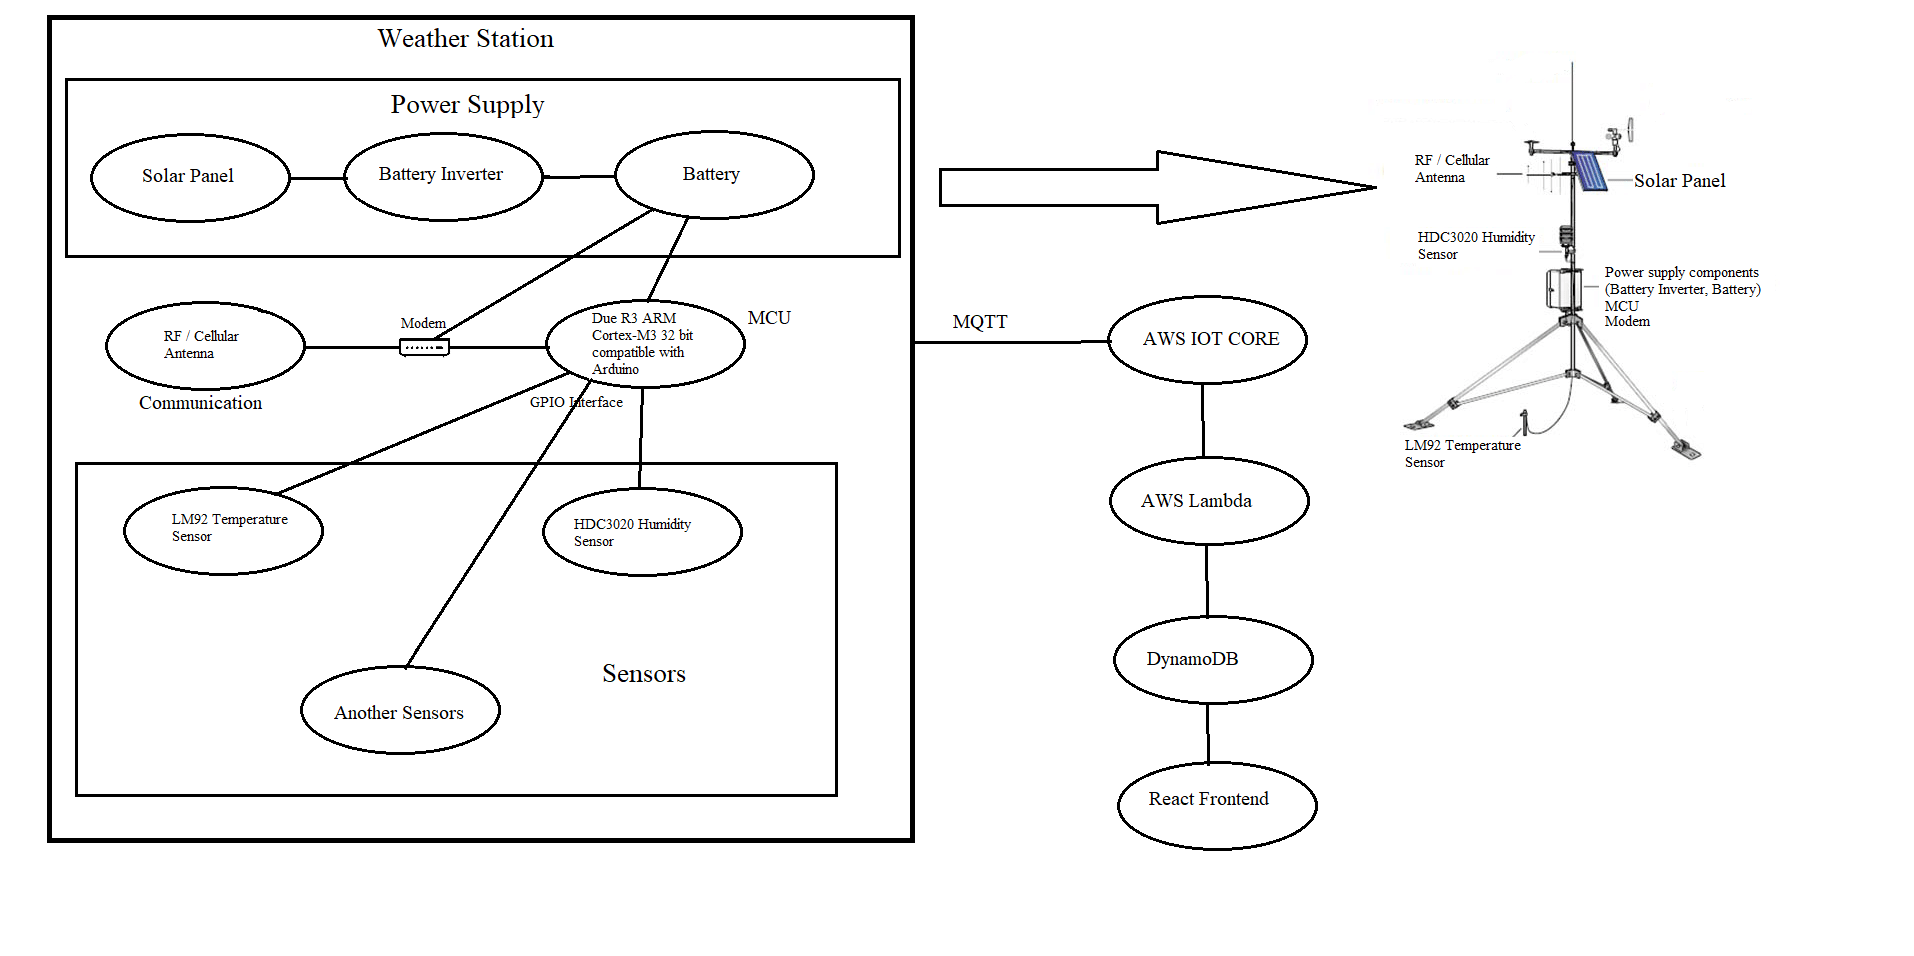 Weather Station
Power Supply
Solar Panel
Battery Inverter
Battery
RF / Cellular
Antenna
Communication
Modem
Due R3 ARM
Cortex-M3 32 bit
compatible with
Arduino
MCU
GPIO Interface
LM92 Temperature
Sensor
HDC3020 Humidity
Sensor
Another Sensors
Sensors
MQTT
AWS IOT CORE
AWS Lambda
DynamoDB
React Frontend
RF / Cellular
Antenna
Solar Panel
HDC3020 Humidity
Sensor
Power supply components
(Battery Inverter, Battery)
MCU
Modem
LM92 Temperature
Sensor